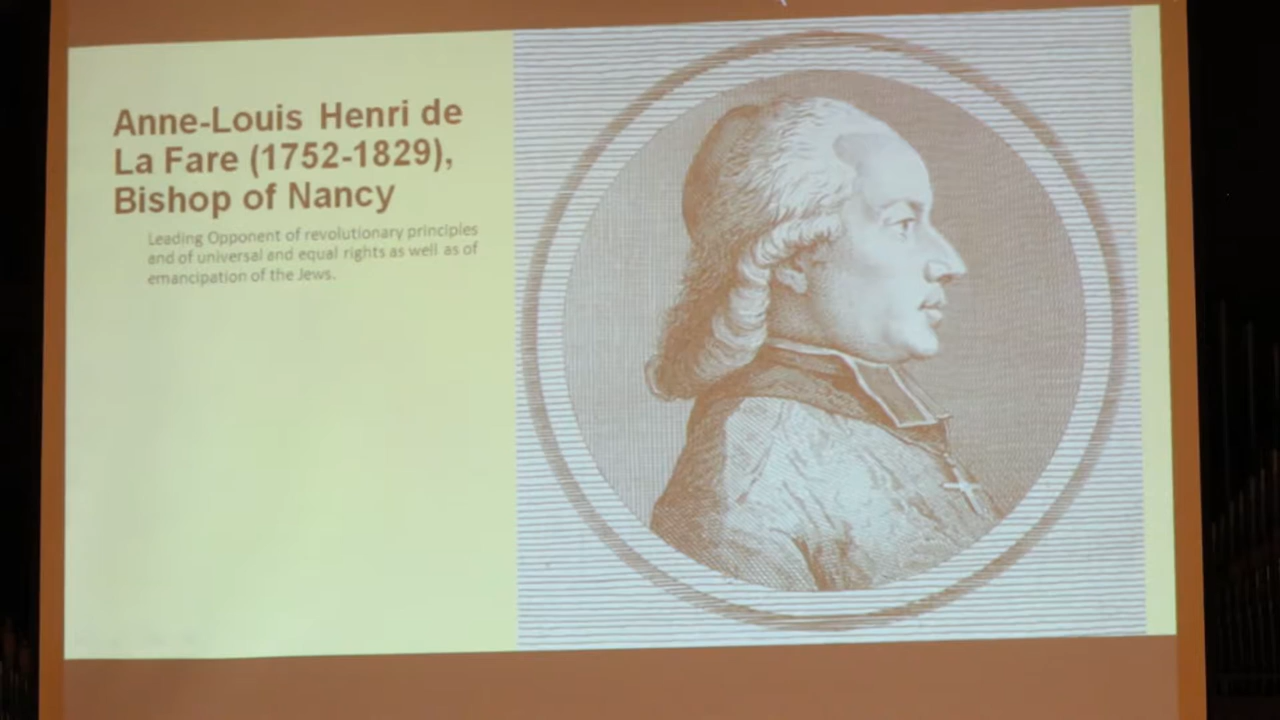 Anne-Louis Henri de
La Fare (1752-1829),
Bishop of Nancy
Leading Opponent of revolutionary principles
and of universal and equal rights as well as of
emancipation of the Jews.